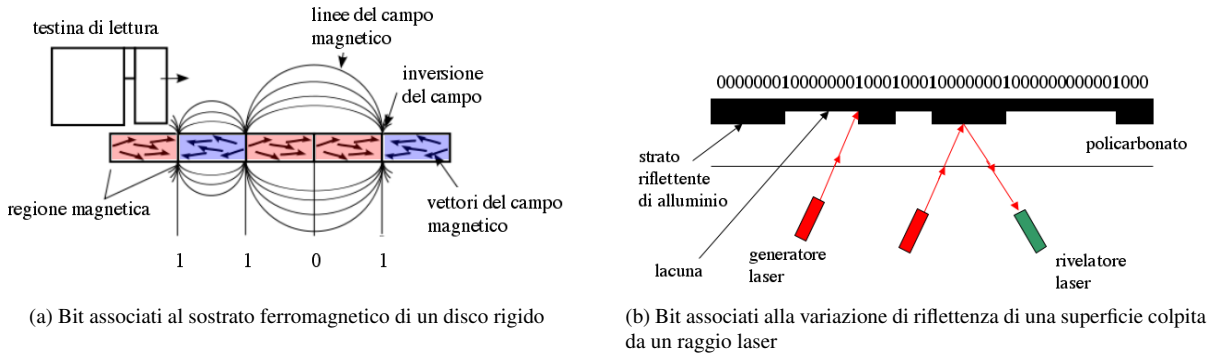 testina di lettura
linee del campo
magnetico
inversione
del campo
regione magnetica
vettori del campo
magnetico
1 1 0 1
(a) Bit associati al sostrato ferromagnetico di un disco rigido
00000001000000010001000100000001000000000001000
policarbonato
strato
riflettente
di alluminio
lacuna
generatore
laser
rivelatore
laser
(b) Bit associati alla variazione di riflettenza di una superficie colpita
da un raggio laser